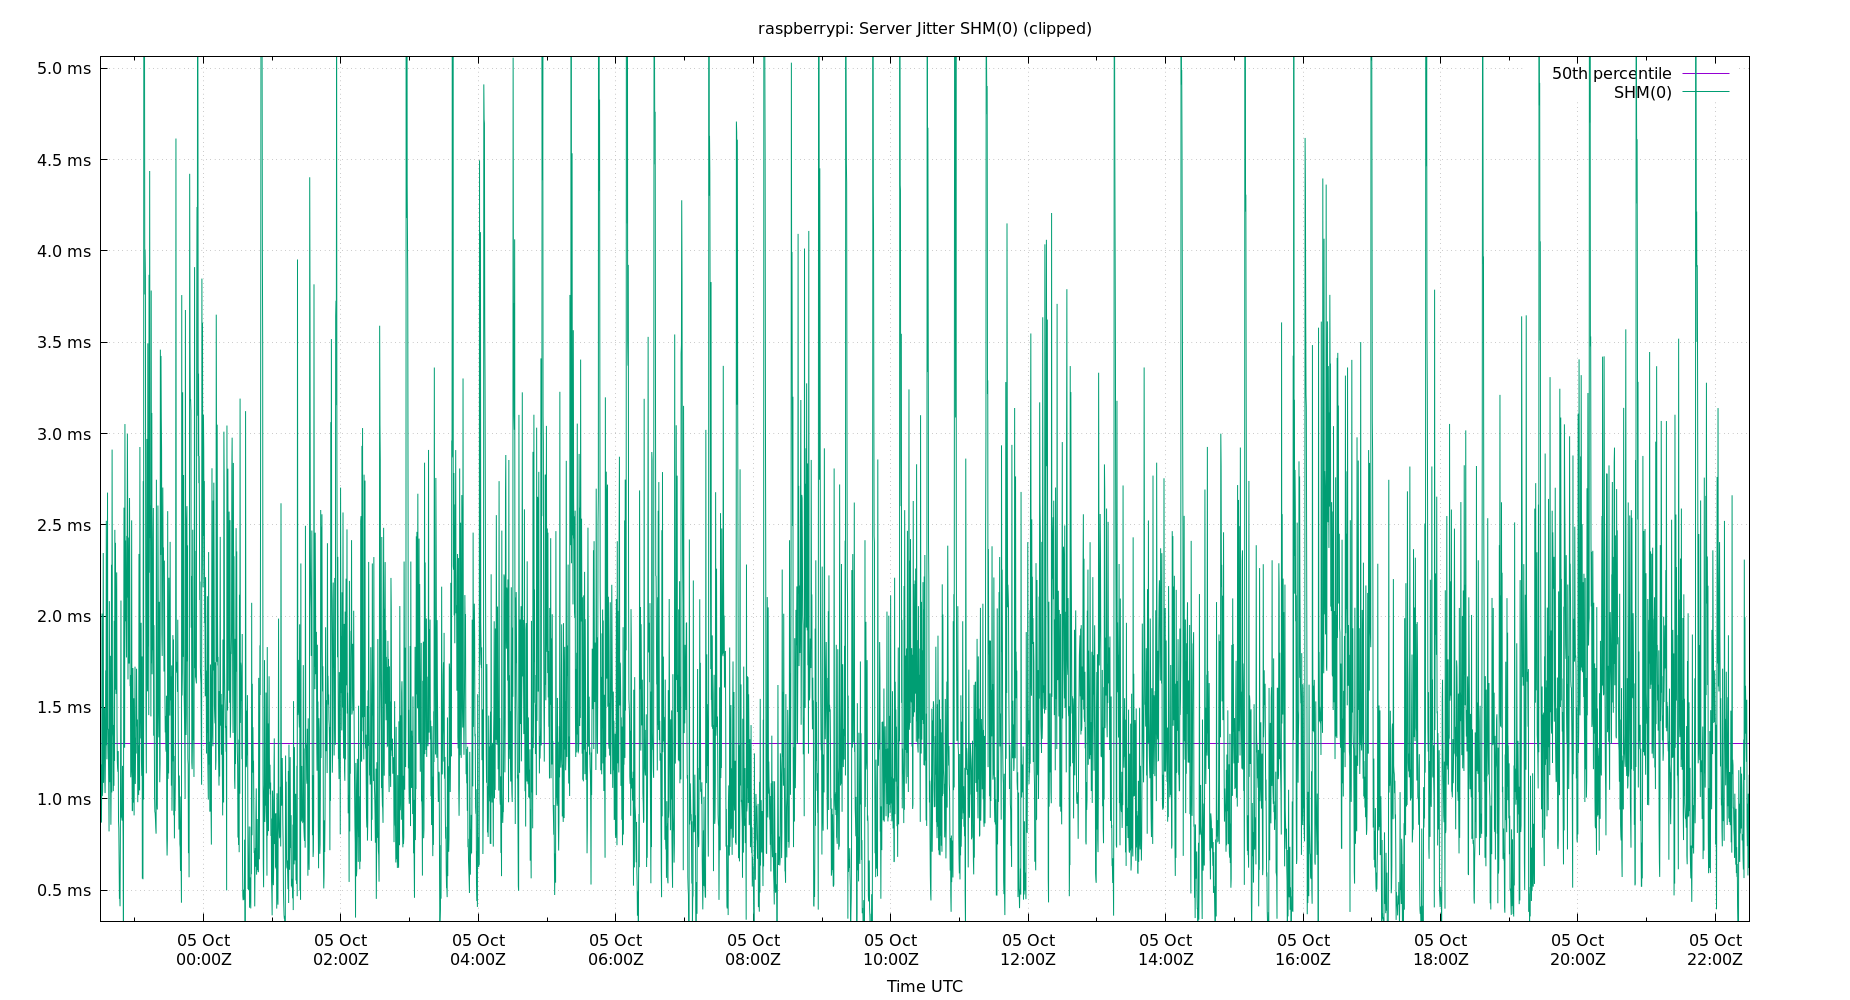 raspberrypi: Server Jitter SHM(0) (clipped)
5.0 ms
4.5 ms
4.0 ms
3.5 ms
3.0 ms
2.5 ms
2.0 ms
1.5 ms
1.0 ms
0.5 ms
50th percentile
SHM(0)
05 Oct 05 Oct 05 Oct 05 Oct 05 Oct 05 Oct 05 Oct 05 Oct 05 Oct 05 Oct 05 Oct 05 Oct
00:00Z 02:00Z 04:00Z 06:00Z 08:00Z 10:00Z 12:00Z 14:00Z 16:00Z 18:00Z 20:00Z 22:00Z
Time UTC